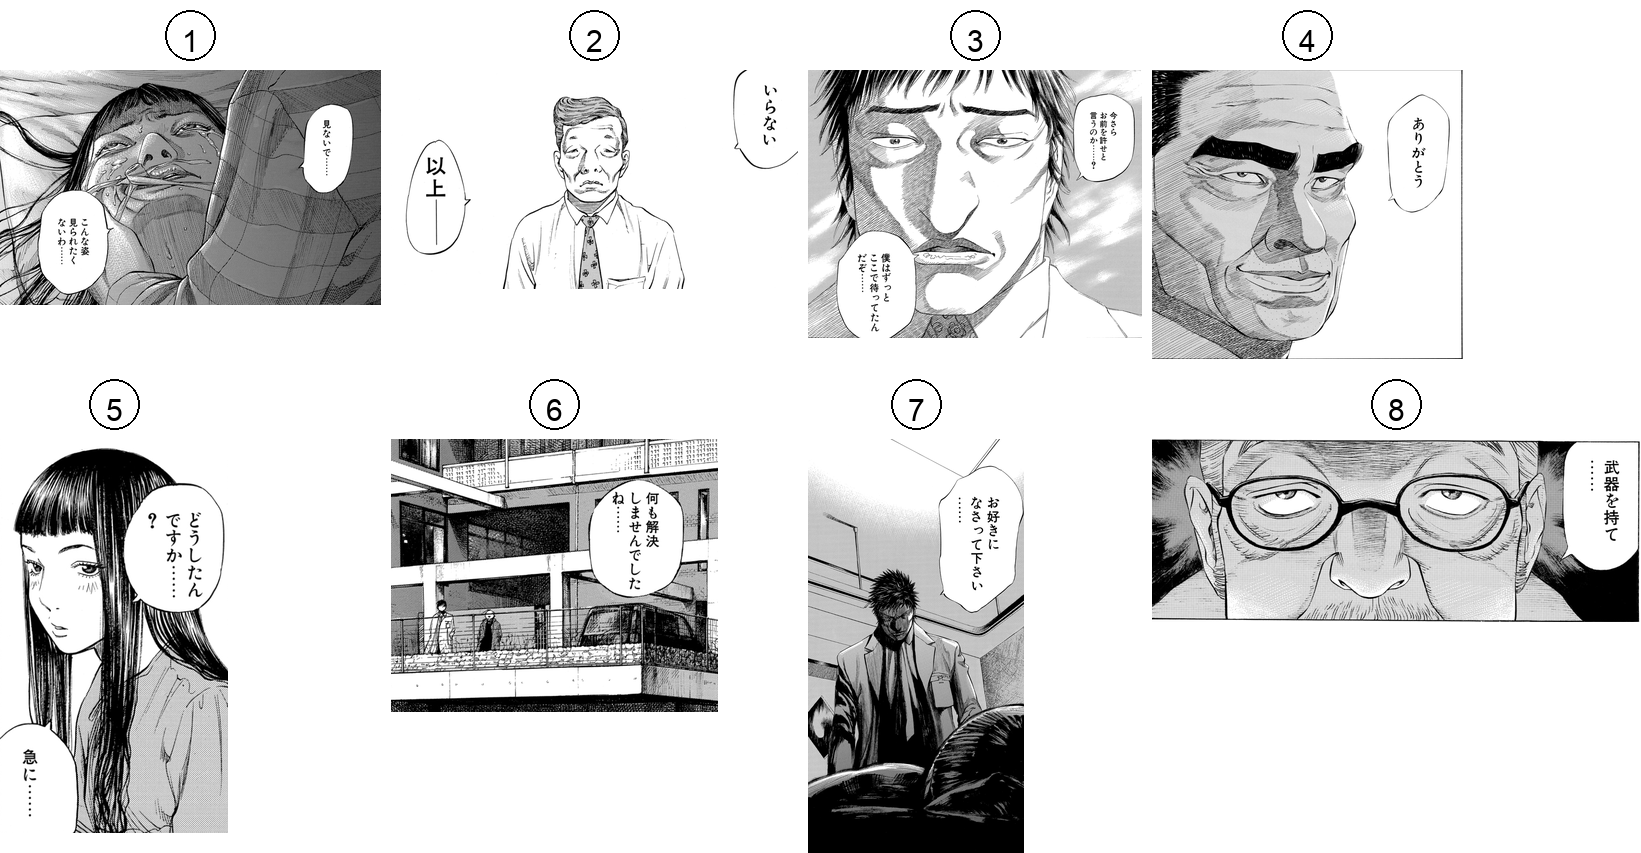 1
見ないで……
こんな姿
見られたく
ないわ……
2
いらない
以上――
3
今さら
お前を許せと
言うのか……?
僕はずっと
ここで待ってたん
だぞ……
4
ありがとう
5
どうしたん
ですか……
?
急に……
6
何も解決
しませんでした
ね……
7
お好きに
なさって下さい
……
8
武器を持て
……